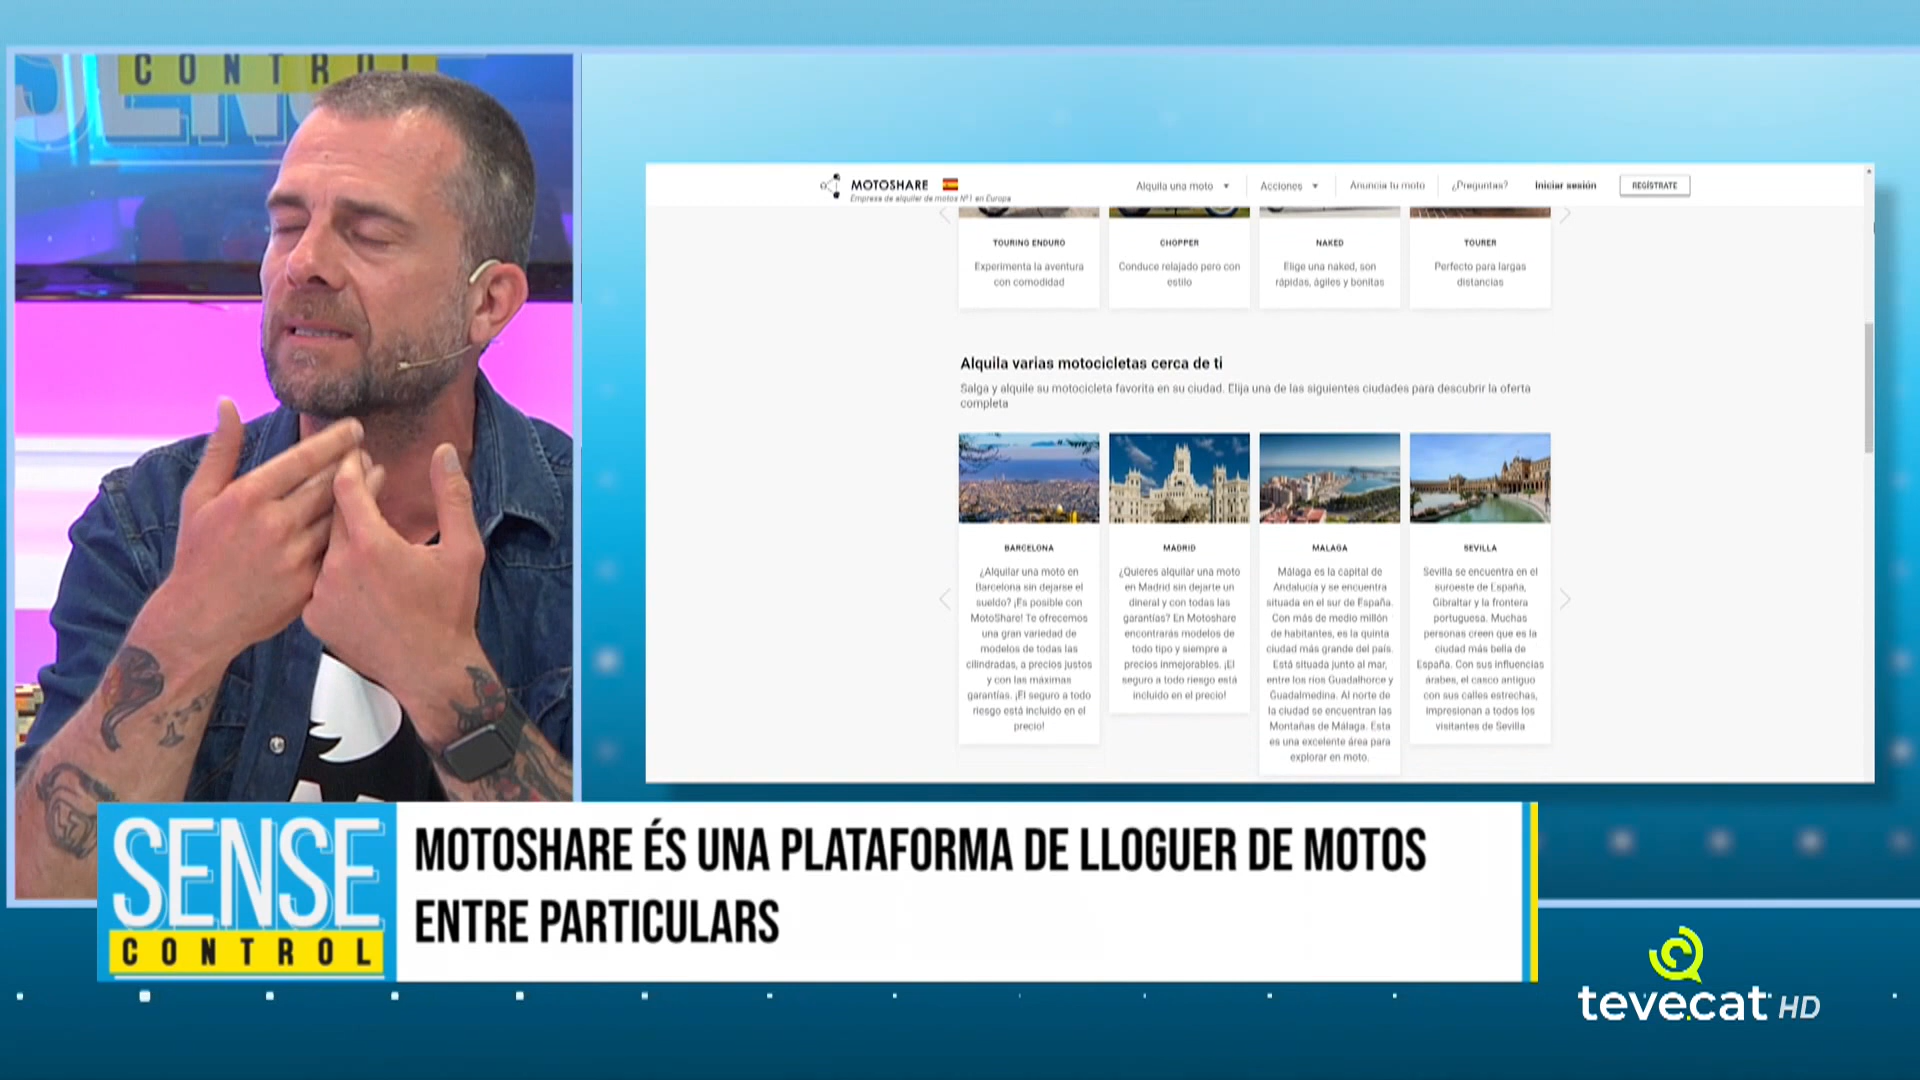 CONTROL
MOTOSHARE
Empresa de alquiler de motos Nº1 en Europa
Alquila una moto
Acciones
Anuncia tu moto
¿Preguntas?
Iniciar sesión
REGÍSTRATE
TOURING ENDURO
Experimenta la aventura
con comodidad
CHOPPER
Conduce relajado pero con
estilo
NAKED
Elige una naked, son
rápidas, ágiles y bonitas
TOURER
Perfecto para largas
distancias
Alquila varias motocicletas cerca de ti
Salga y alquile su motocicleta favorita en su ciudad. Elija una de las siguientes ciudades para descubrir la oferta
completa
BARCELONA
¿Alquilar una moto en
Barcelona sin dejarse el
sueldo? ¡Es posible con
MotoShare! Te ofrecemos
una gran variedad de
modelos de todas las
cilindradas, a precios justos
y con las máximas
garantías. ¡El seguro a todo
riesgo está incluido en el
precio!
MADRID
¿Quieres alquilar una moto
en Madrid sin dejarte un
dineral y con todas las
garantías? En Motoshare
encontrarás modelos de
todo tipo y siempre a
precios inmejorables. ¡El
seguro a todo riesgo está
incluido en el precio!
MALAGA
Málaga es la capital de
Andalucía y se encuentra
situada en el sur de España.
Con más de medio millón
de habitantes, es la quinta
ciudad más grande del país.
Está situada junto al mar,
entre los ríos Guadalhorce y
Guadalmedina. Al norte de
la ciudad se encuentran las
Montañas de Málaga. Esta
es una excelente área para
explorar en moto.
SEVILLA
Sevilla se encuentra en el
suroeste de España,
Gibraltar y la frontera
portuguesa. Muchas
personas creen que es la
ciudad más bella de
España. Con sus influencias
árabes, el casco antiguo
con sus calles estrechas,
impresionan a todos los
visitantes de Sevilla
SENSE
CONTROL
MOTOSHARE ÉS UNA PLATAFORMA DE LLOGUER DE MOTOS
ENTRE PARTICULARS
teve.cat HD